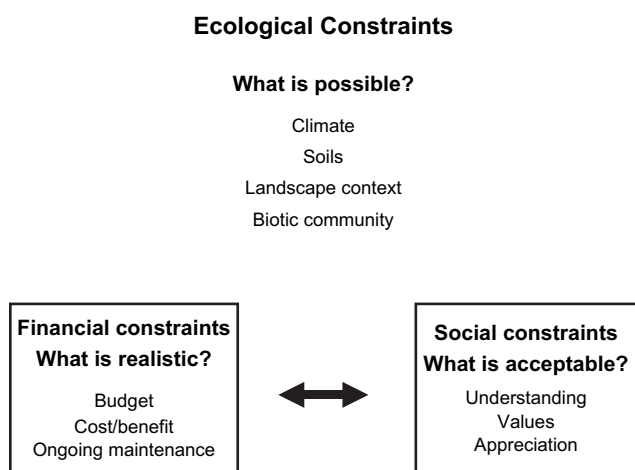 Ecological Constraints
What is possible?
Climate
Soils
Landscape context
Biotic community
Financial constraints
What is realistic?
Budget
Cost/benefit
Ongoing maintenance
Social constraints
What is acceptable?
Understanding
Values
Appreciation